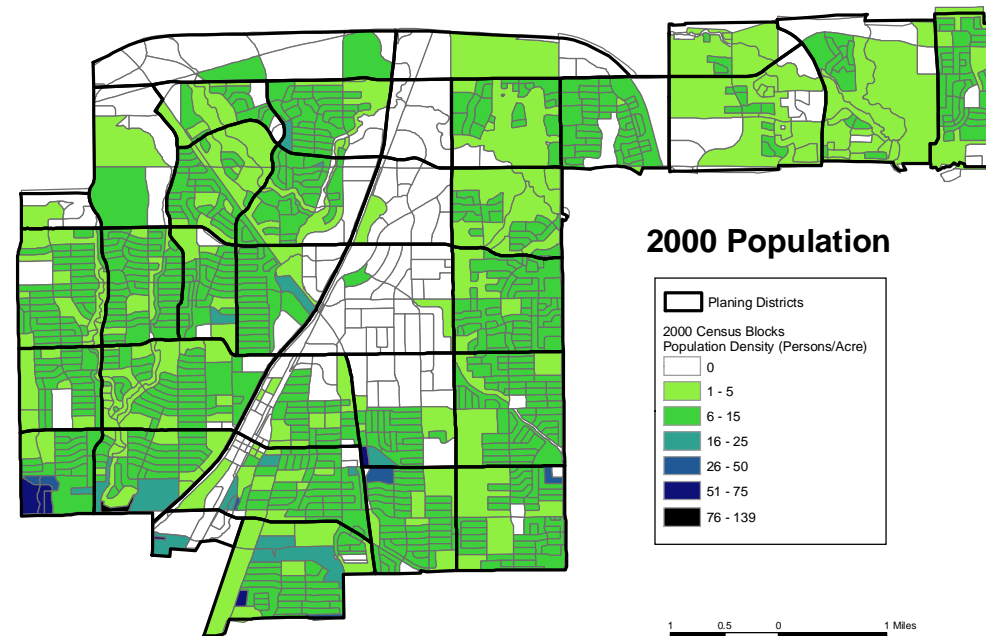 2000 Population
Planing Districts
2000 Census Blocks
Population Density (Persons/Acre)
0
1 - 5
6 - 15
16 - 25
26 - 50
51 - 75
76 - 139
1 0.5 0 1 Miles